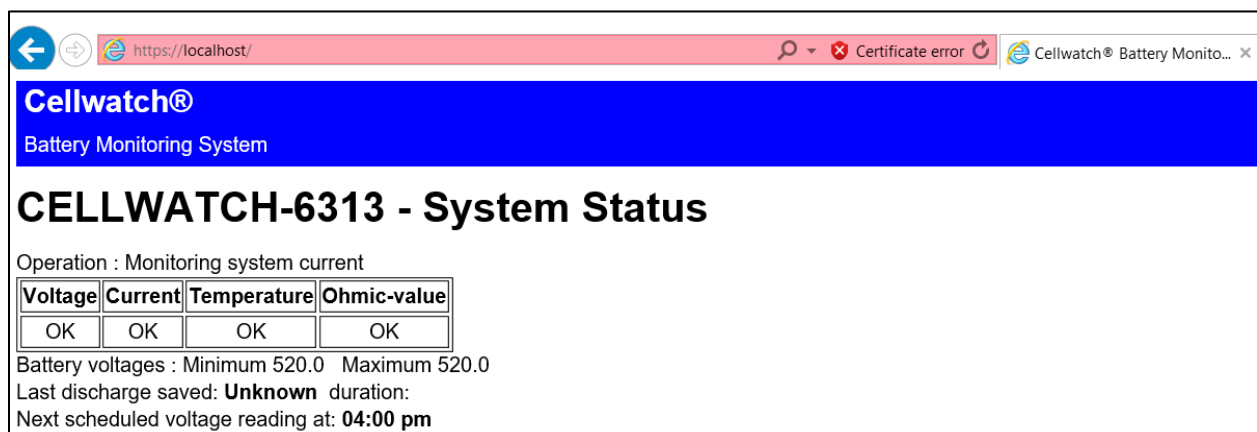 https://localhost/ Certificate error Cellwatch® Battery Monito...
Cellwatch®
Battery Monitoring System
CELLWATCH-6313 - System Status
Operation : Monitoring system current
Voltage Current Temperature Ohmic-value
OK OK OK OK
Battery voltages : Minimum 520.0 Maximum 520.0
Last discharge saved: Unknown duration:
Next scheduled voltage reading at: 04:00 pm